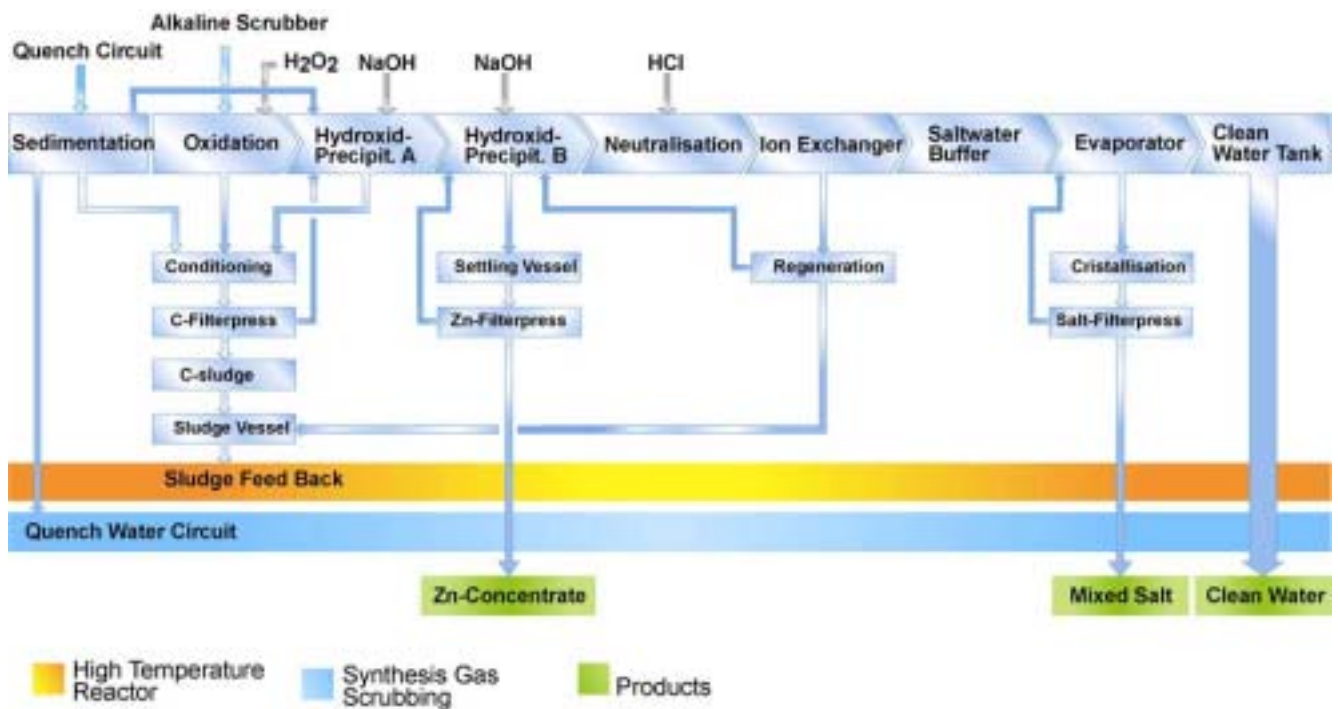 Alkaline Scrubber
Quench Circuit
H2O2
NaOH
NaOH
HCl
Sedimentation
Oxidation
Hydroxid-
Precipit. A
Hydroxid-
Precipit. B
Neutralisation
Ion Exchanger
Saltwater
Buffer
Evaporator
Clean
Water Tank
Conditioning
Settling Vessel
Regeneration
Cristallisation
C-Filterpress
Zn-Filterpress
Salt-Filterpress
C-sludge
Sludge Vessel
Sludge Feed Back
Quench Water Circuit
Zn-Concentrate
Mixed Salt
Clean Water
High Temperature
Reactor
Synthesis Gas
Scrubbing
Products